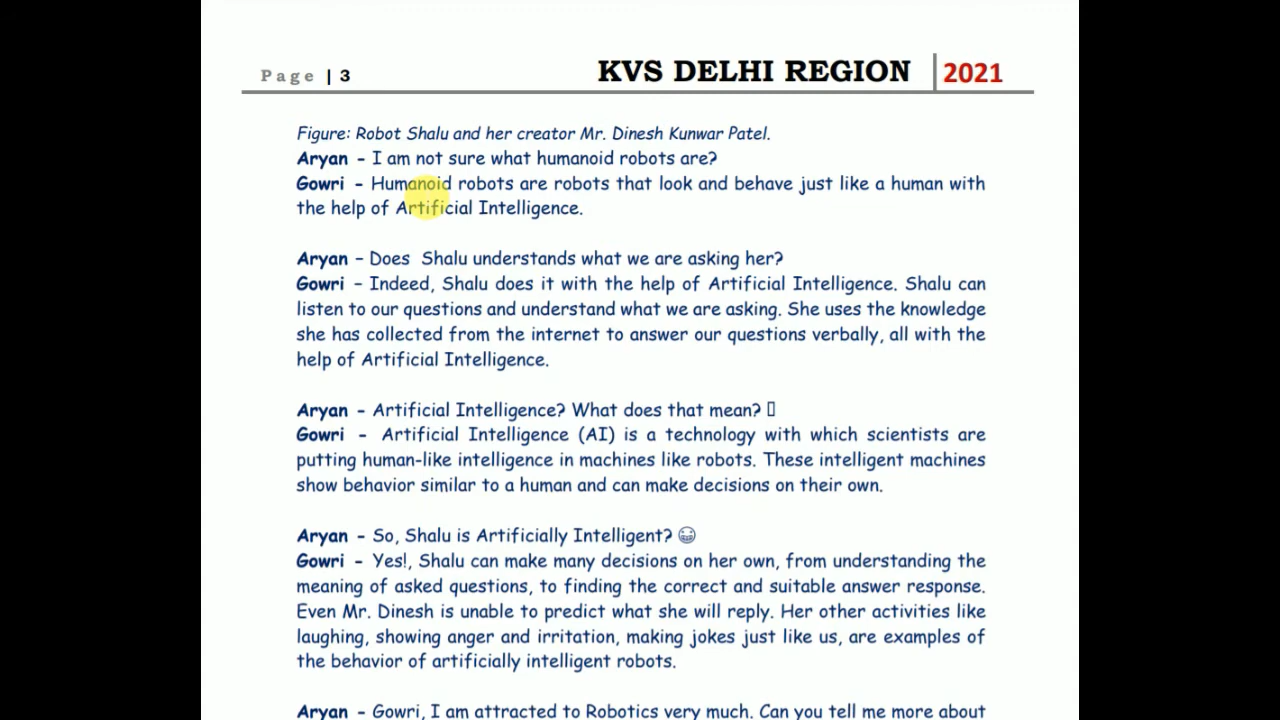 Page | 3 KVS DELHI REGION 2021
Figure: Robot Shalu and her creator Mr. Dinesh Kunwar Patel.
Aryan – I am not sure what humanoid robots are?
Gowri – Humanoid robots are robots that look and behave just like a human with
the help of Artificial Intelligence.
Aryan – Does Shalu understands what we are asking her?
Gowri – Indeed, Shalu does it with the help of Artificial Intelligence. Shalu can
listen to our questions and understand what we are asking. She uses the knowledge
she has collected from the internet to answer our questions verbally, all with the
help of Artificial Intelligence.
Aryan – Artificial Intelligence? What does that mean? 
Gowri – Artificial Intelligence (AI) is a technology with which scientists are
putting human-like intelligence in machines like robots. These intelligent machines
show behavior similar to a human and can make decisions on their own.
Aryan – So, Shalu is Artificially Intelligent? 😁
Gowri – Yes!, Shalu can make many decisions on her own, from understanding the
meaning of asked questions, to finding the correct and suitable answer response.
Even Mr. Dinesh is unable to predict what she will reply. Her other activities like
laughing, showing anger and irritation, making jokes just like us, are examples of
the behavior of artificially intelligent robots.
Aryan – Gowri, I am attracted to Robotics very much. Can you tell me more about